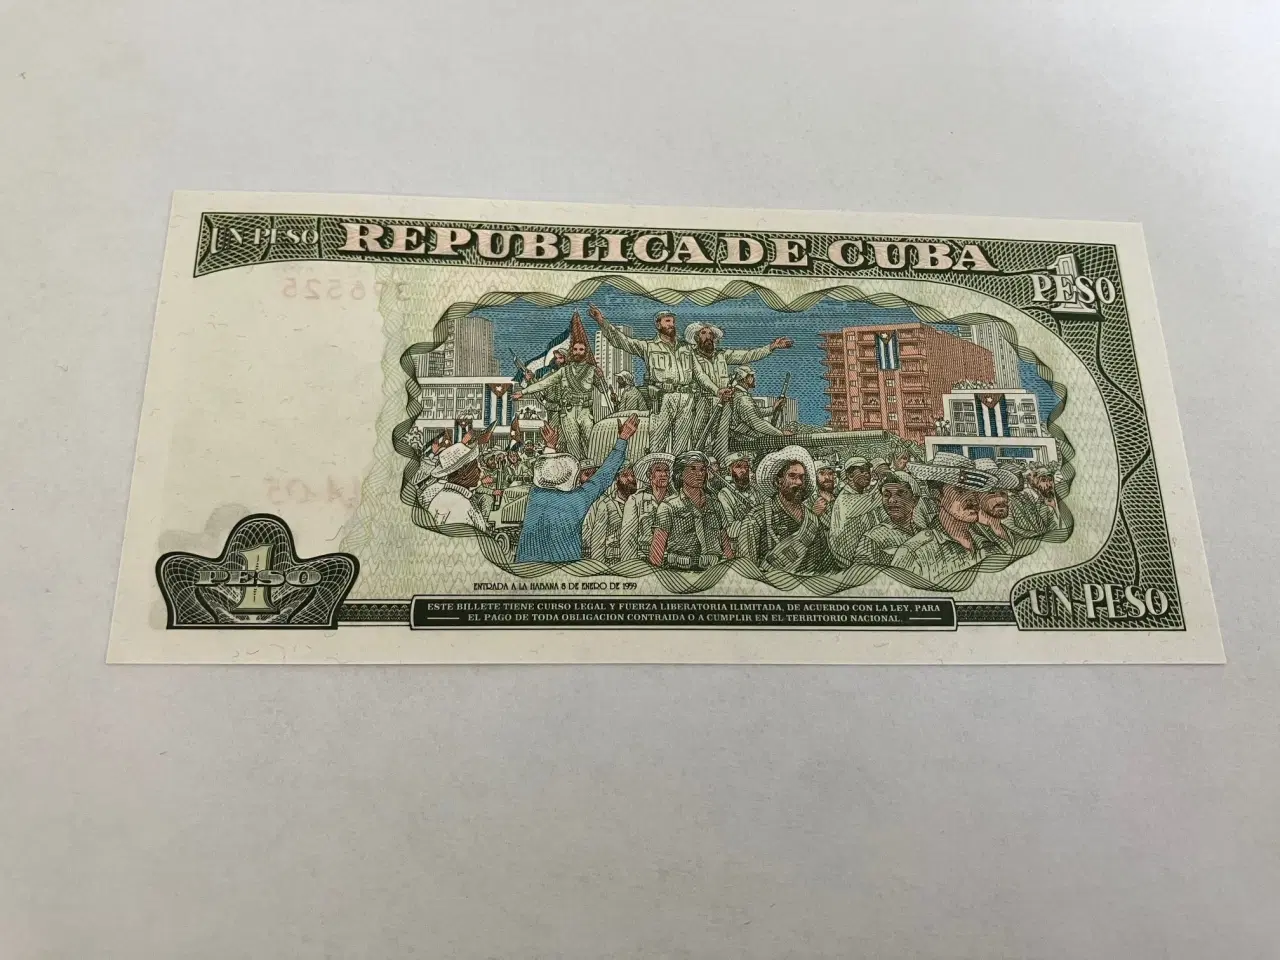 UN PESO
REPUBLICA DE CUBA
1
PESO
1
PESO
ENTRADA A LA HABANA 8 DE ENERO DE 1959
ESTE BILLETE TIENE CURSO LEGAL Y FUERZA LIBERATORIA ILIMITADA, DE ACUERDO CON LA LEY, PARA
EL PAGO DE TODA OBLIGACION CONTRAIDA O A CUMPLIR EN EL TERRITORIO NACIONAL.
UN PESO